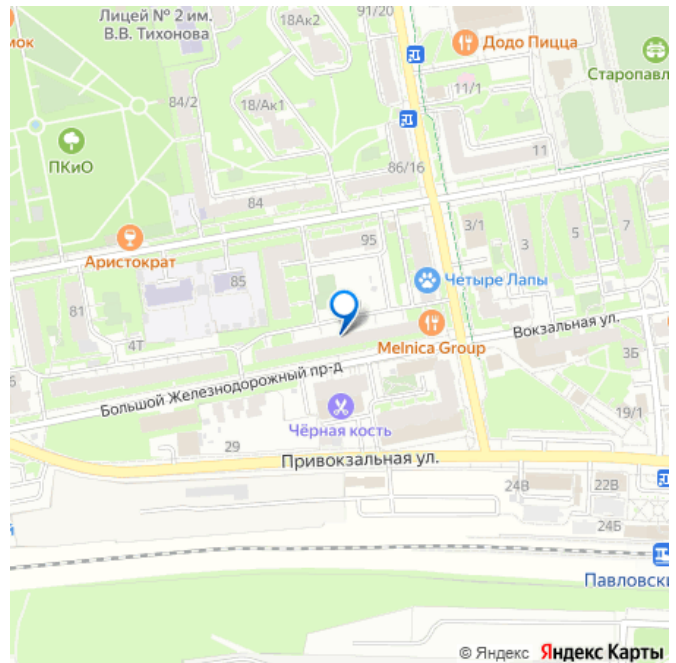 Лицей № 2 им.
В.В. Тихонова
18Ак2
91/20
Додо Пицца
Старопавл
84/2
18/Ак1
11/1
мок
ПКиО
86/16
11
84
95
3/1
3
5
7
Аристократ
85
Четыре Лапы
81
4Т
Melnica Group
Вокзальная ул.
3Б
6
Большой Железнодорожный пр-д
Чёрная кость
19/1
29
Привокзальная ул.
24В
22В
24Б
й
Павловски
© Яндекс Яндекс Карты